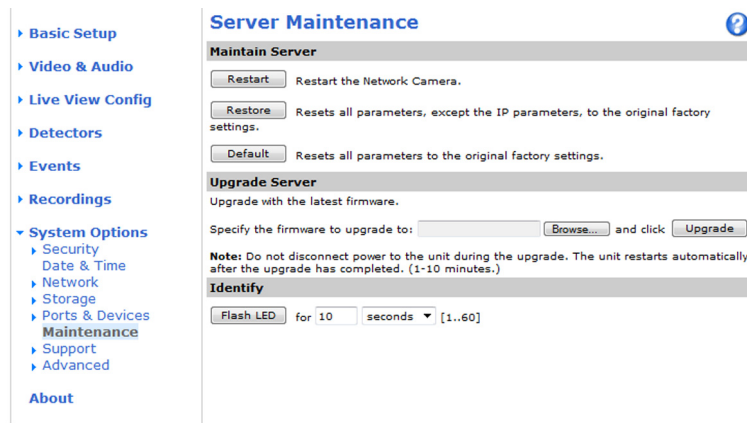 Basic Setup
Video & Audio
Live View Config
Detectors
Events
Recordings
System Options
Security
Date & Time
Network
Storage
Ports & Devices
Maintenance
Support
Advanced
About
Server Maintenance
?
Maintain Server
Restart Restart the Network Camera.
Restore Resets all parameters, except the IP parameters, to the original factory
settings.
Default Resets all parameters to the original factory settings.
Upgrade Server
Upgrade with the latest firmware.
Specify the firmware to upgrade to: Browse... and click Upgrade
Note: Do not disconnect power to the unit during the upgrade. The unit restarts automatically
after the upgrade has completed. (1-10 minutes.)
Identify
Flash LED for 10 seconds [1..60]